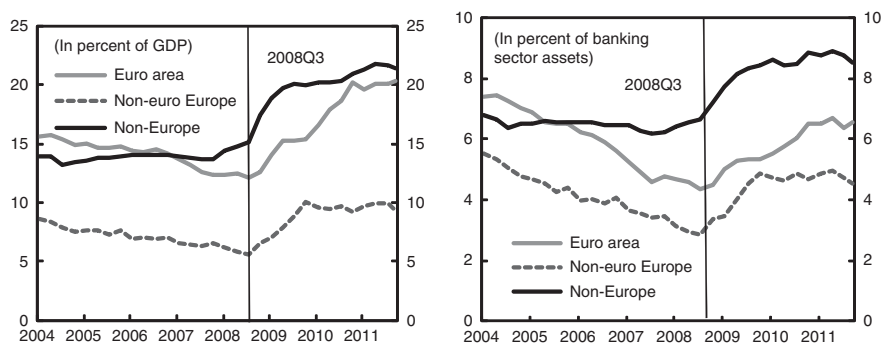 25
20
15
10
5
0
(In percent of GDP)
2008Q3
Euro area
Non-euro Europe
Non-Europe
25
20
15
10
5
0
2004 2005 2006 2007 2008 2009 2010 2011
10
8
6
4
2
0
(In percent of banking
sector assets)
2008Q3
Euro area
Non-euro Europe
Non-Europe
10
8
6
4
2
0
2004 2005 2006 2007 2008 2009 2010 2011